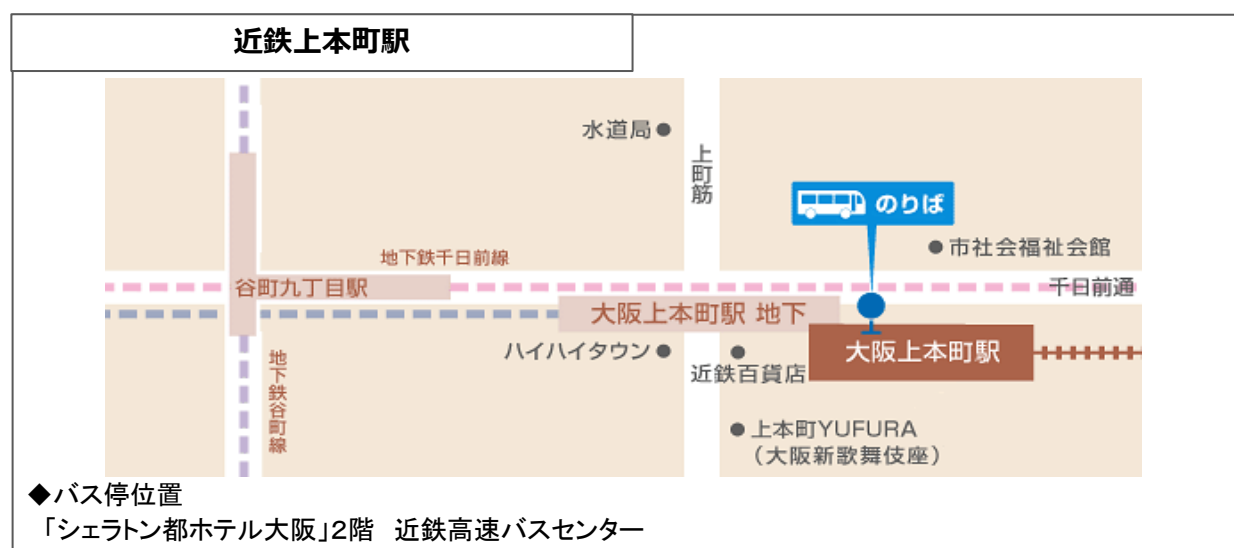 近鉄上本町駅
水道局
上町筋
のりば
市社会福祉会館
地下鉄千日前線
谷町九丁目駅
千日前通
大阪上本町駅 地下
ハイハイタウン
大阪上本町駅
近鉄百貨店
地下鉄谷町線
上本町YUFURA
(大阪新歌舞伎座)
◆バス停位置
「シェラトン都ホテル大阪」2階 近鉄高速バスセンター